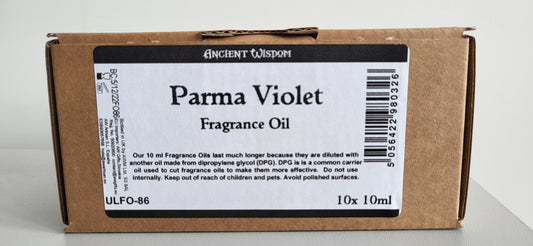 ANCIENT WISDOM
Parma Violet
Fragrance Oil
Our 10 ml Fragrance Oils last much longer because they are diluted with
another oil made from dipropylene glycol (DPG). DPG is a common carrier
oil used to cut fragrance oils to make them more effective. Do not use
internally. Keep out of reach of children and pets. Avoid polished surfaces.
ULFO-86
10x 10ml
5 056422 980326